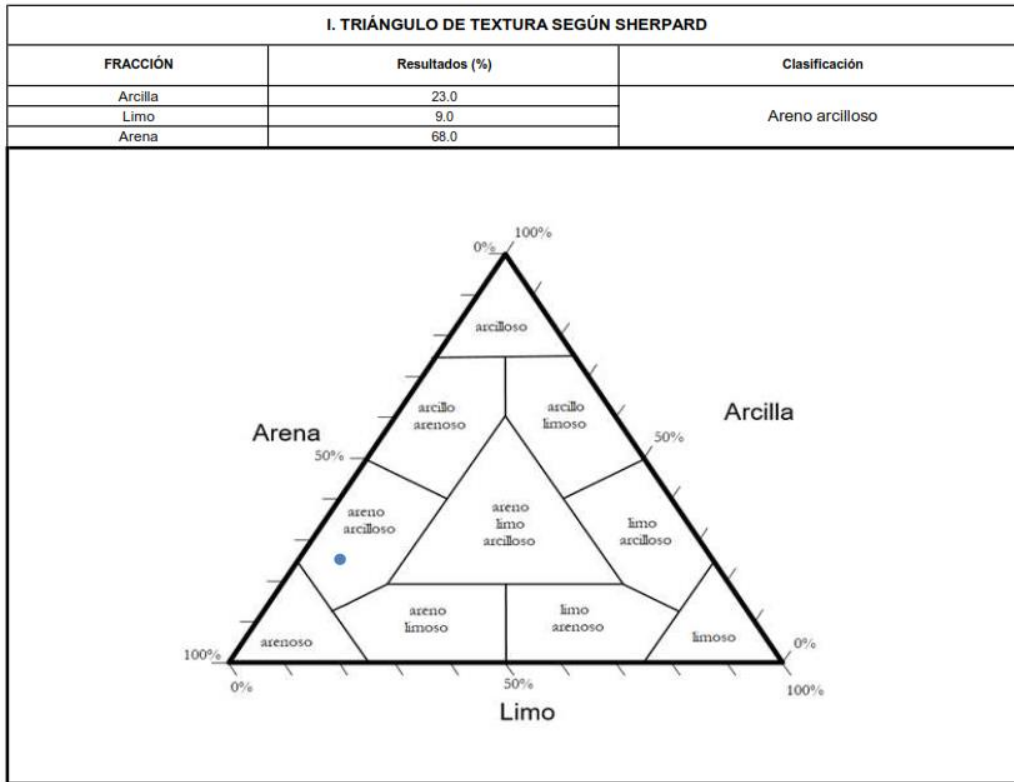 I. TRIÁNGULO DE TEXTURA SEGÚN SHERPARD
FRACCIÓN Resultados (%) Clasificación
Arcilla 23.0
Limo 9.0
Arena 68.0
Areno arcilloso
0% 100%
arcilloso
arcillo
arenoso
arcillo
limoso
Arcilla
Arena
50%
50%
areno
arcilloso
areno
limo
arcilloso
limo
arcilloso
areno
limoso
limo
arenoso
arenoso
limoso
100%
0%
0%
50%
100%
Limo